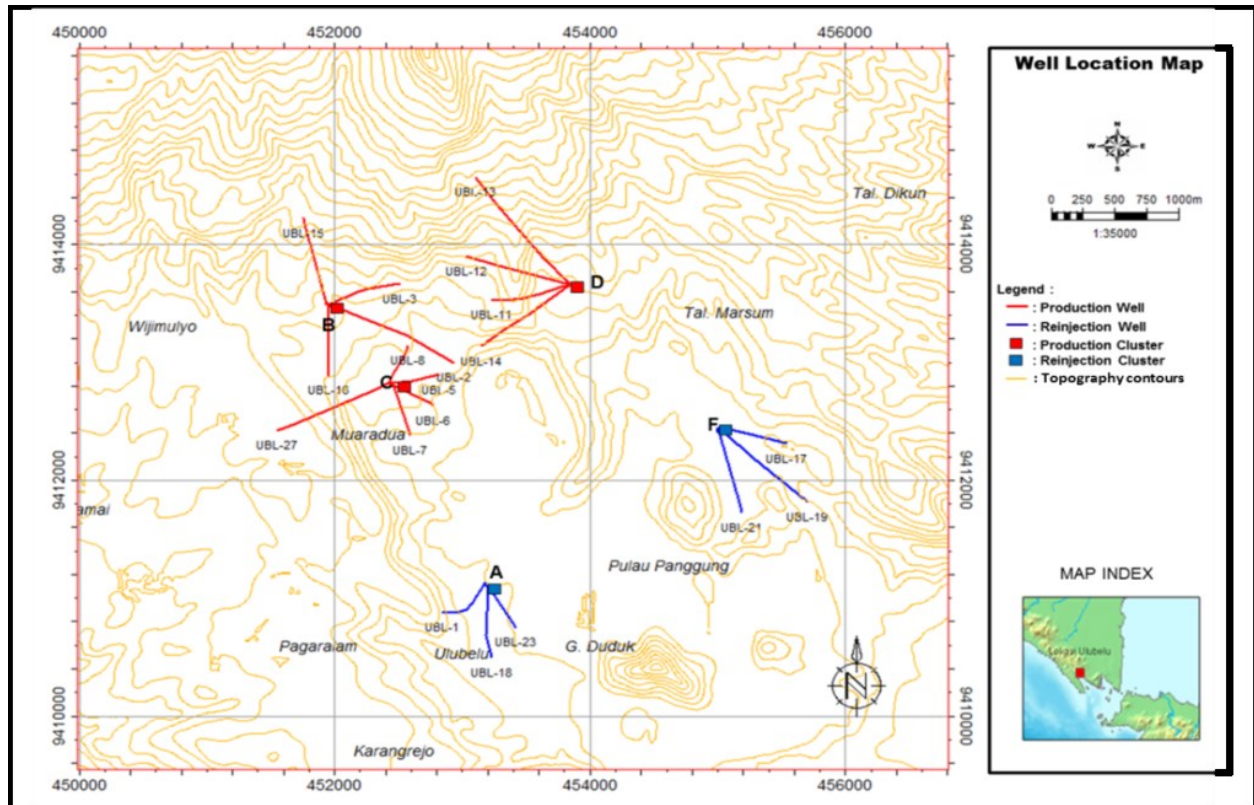 450000 452000 454000 456000
Well Location Map
N
W E
S
0 250 500 750 1000m
1:35000
Legend :
: Production Well
: Reinjection Well
: Production Cluster
: Reinjection Cluster
: Topography contours
MAP INDEX
Lokasi Ulubelu
9414000
9412000
9410000
9414000
9412000
9410000
Tal. Dikun
UBL-13
UBL-15
UBL-12
D
UBL-3
UBL-11
Tal. Marsum
Wijimulyo
B
UBL-8
UBL-14
UBL-16
C
UBL-2
UBL-5
UBL-6
UBL-27
Muaradua
UBL-7
F
UBL-17
UBL-19
UBL-21
amai
Pulau Panggung
A
UBL-1
UBL-23
Pagaralam
Ulubelu
G. Duduk
UBL-18
N
Karangrejo
450000 452000 454000 456000